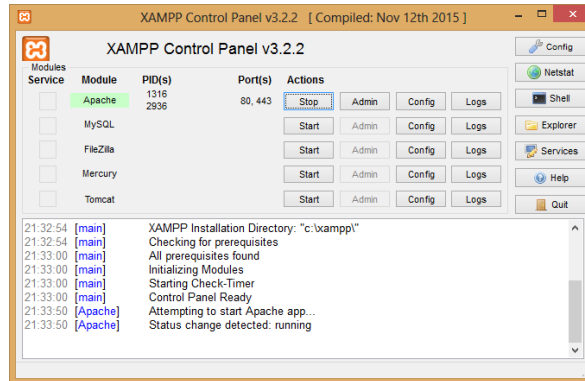 XAMPP Control Panel v3.2.2 [ Compiled: Nov 12th 2015 ]
XAMPP Control Panel v3.2.2
Config
Modules
Service Module PID(s) Port(s) Actions
Netstat
Apache 1316 2936 80, 443 Stop Admin Config Logs
Shell
MySQL Start Admin Config Logs
Explorer
FileZilla Start Admin Config Logs
Services
Mercury Start Admin Config Logs
Help
Tomcat Start Admin Config Logs
Quit
21:32:54 [main] XAMPP Installation Directory: "c:\xampp\"
21:32:54 [main] Checking for prerequisites
21:33:00 [main] All prerequisites found
21:33:00 [main] Initializing Modules
21:33:00 [main] Starting Check-Timer
21:33:00 [main] Control Panel Ready
21:33:50 [Apache] Attempting to start Apache app...
21:33:50 [Apache] Status change detected: running